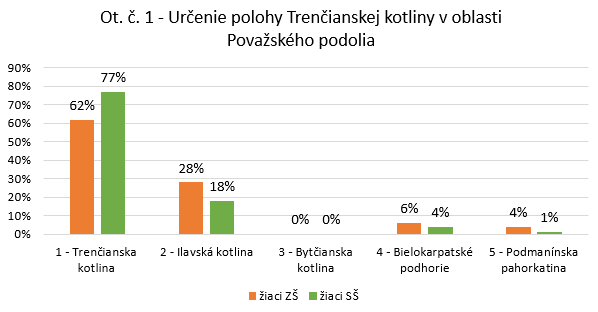 Ot. č. 1 - Určenie polohy Trenčianskej kotliny v oblasti
Považského podolia
90%
80%
70%
60%
50%
40%
30%
20%
10%
0%
62%
77%
28%
18%
0%
0%
6%
4%
4%
1%
1 - Trenčianska
kotlina
2 - Ilavská kotlina
3 - Bytčianska
kotlina
4 - Bielokarpatské
podhorie
5 - Podmanínska
pahorkatina
žiaci ZŠ
žiaci SŠ